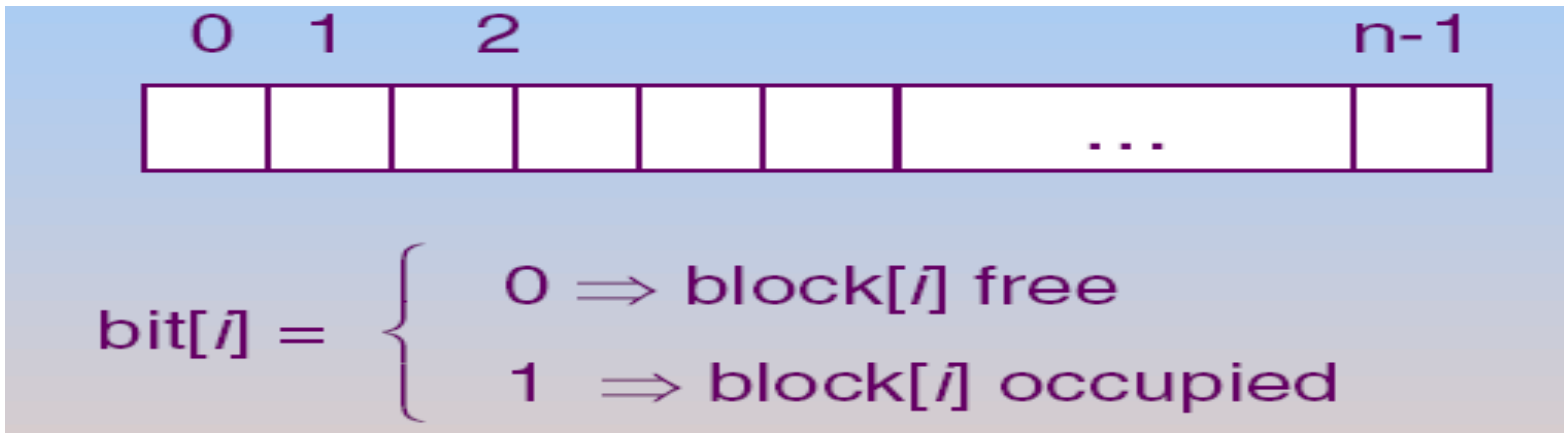 0 1 2 n-1
...
bit[i] =
0 ⇒ block[i] free
1 ⇒ block[i] occupied